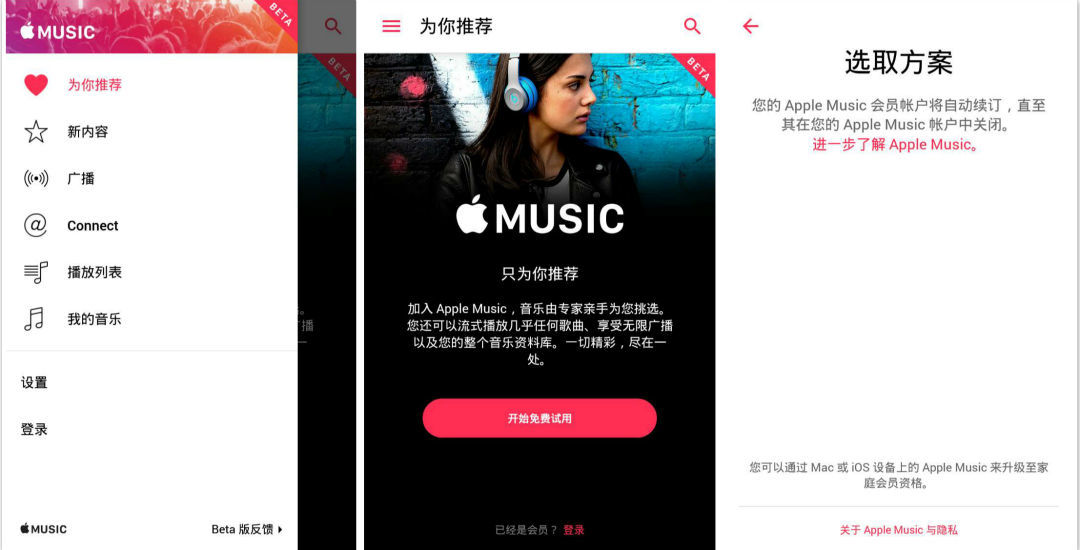 MUSIC
BETA
为你推荐
新内容
广播
Connect
播放列表
我的音乐
设置
登录
MUSIC
Beta 版反馈
BETA
。
广播
一
为你推荐
BETA
MUSIC
只为你推荐
加入 Apple Music，音乐由专家亲手为您挑选。
您还可以流式播放几乎任何歌曲、享受无限广播
以及您的整个音乐资料库。一切精彩，尽在一
处。
开始免费试用
已经是会员？ 登录
选取方案
您的 Apple Music 会员帐户将自动续订，直至
其在您的 Apple Music 帐户中关闭。
进一步了解 Apple Music。
您可以通过 Mac 或 iOS 设备上的 Apple Music 来升级至家
庭会员资格。
关于 Apple Music 与隐私